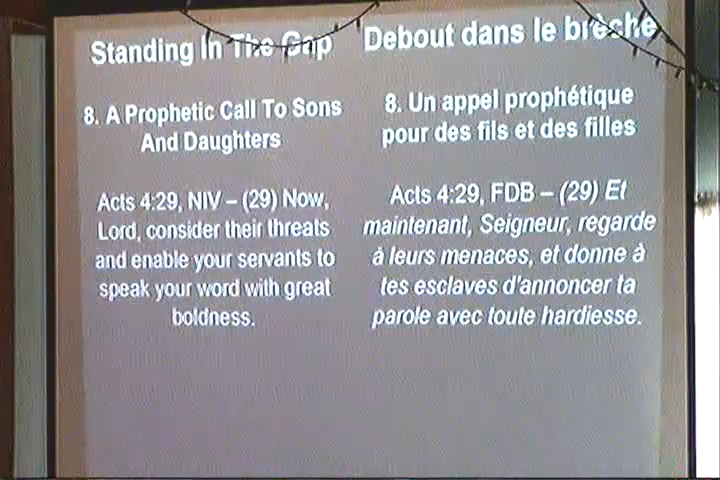 Standing In The Gap
8. A Prophetic Call To Sons
And Daughters
Acts 4:29, NIV – (29) Now,
Lord, consider their threats
and enable your servants to
speak your word with great
boldness.
Debout dans le brèche
8. Un appel prophétique
pour des fils et des filles
Acts 4:29, FDB – (29) Et
maintenant, Seigneur, regarde
à leurs menaces, et donne à
tes esclaves d'annoncer ta
parole avec toute hardiesse.